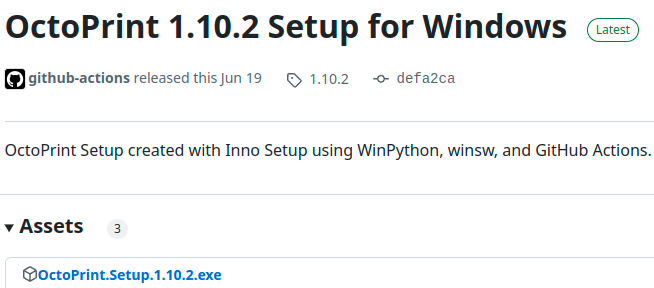 OctoPrint 1.10.2 Setup for Windows Latest
github-actions released this Jun 19 1.10.2 defa2ca
OctoPrint Setup created with Inno Setup using WinPython, winsw, and GitHub Actions.
Assets 3
OctoPrint.Setup.1.10.2.exe